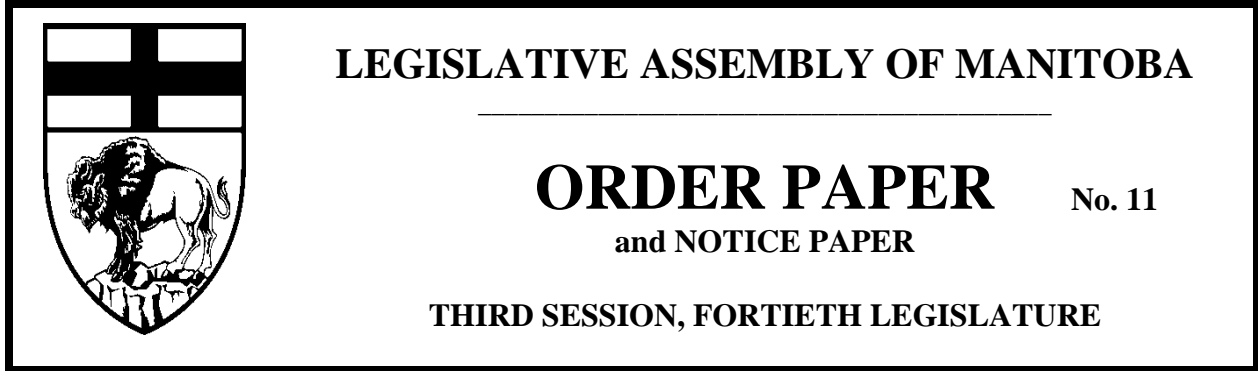 LEGISLATIVE ASSEMBLY OF MANITOBA
ORDER PAPER No. 11
and NOTICE PAPER
THIRD SESSION, FORTIETH LEGISLATURE